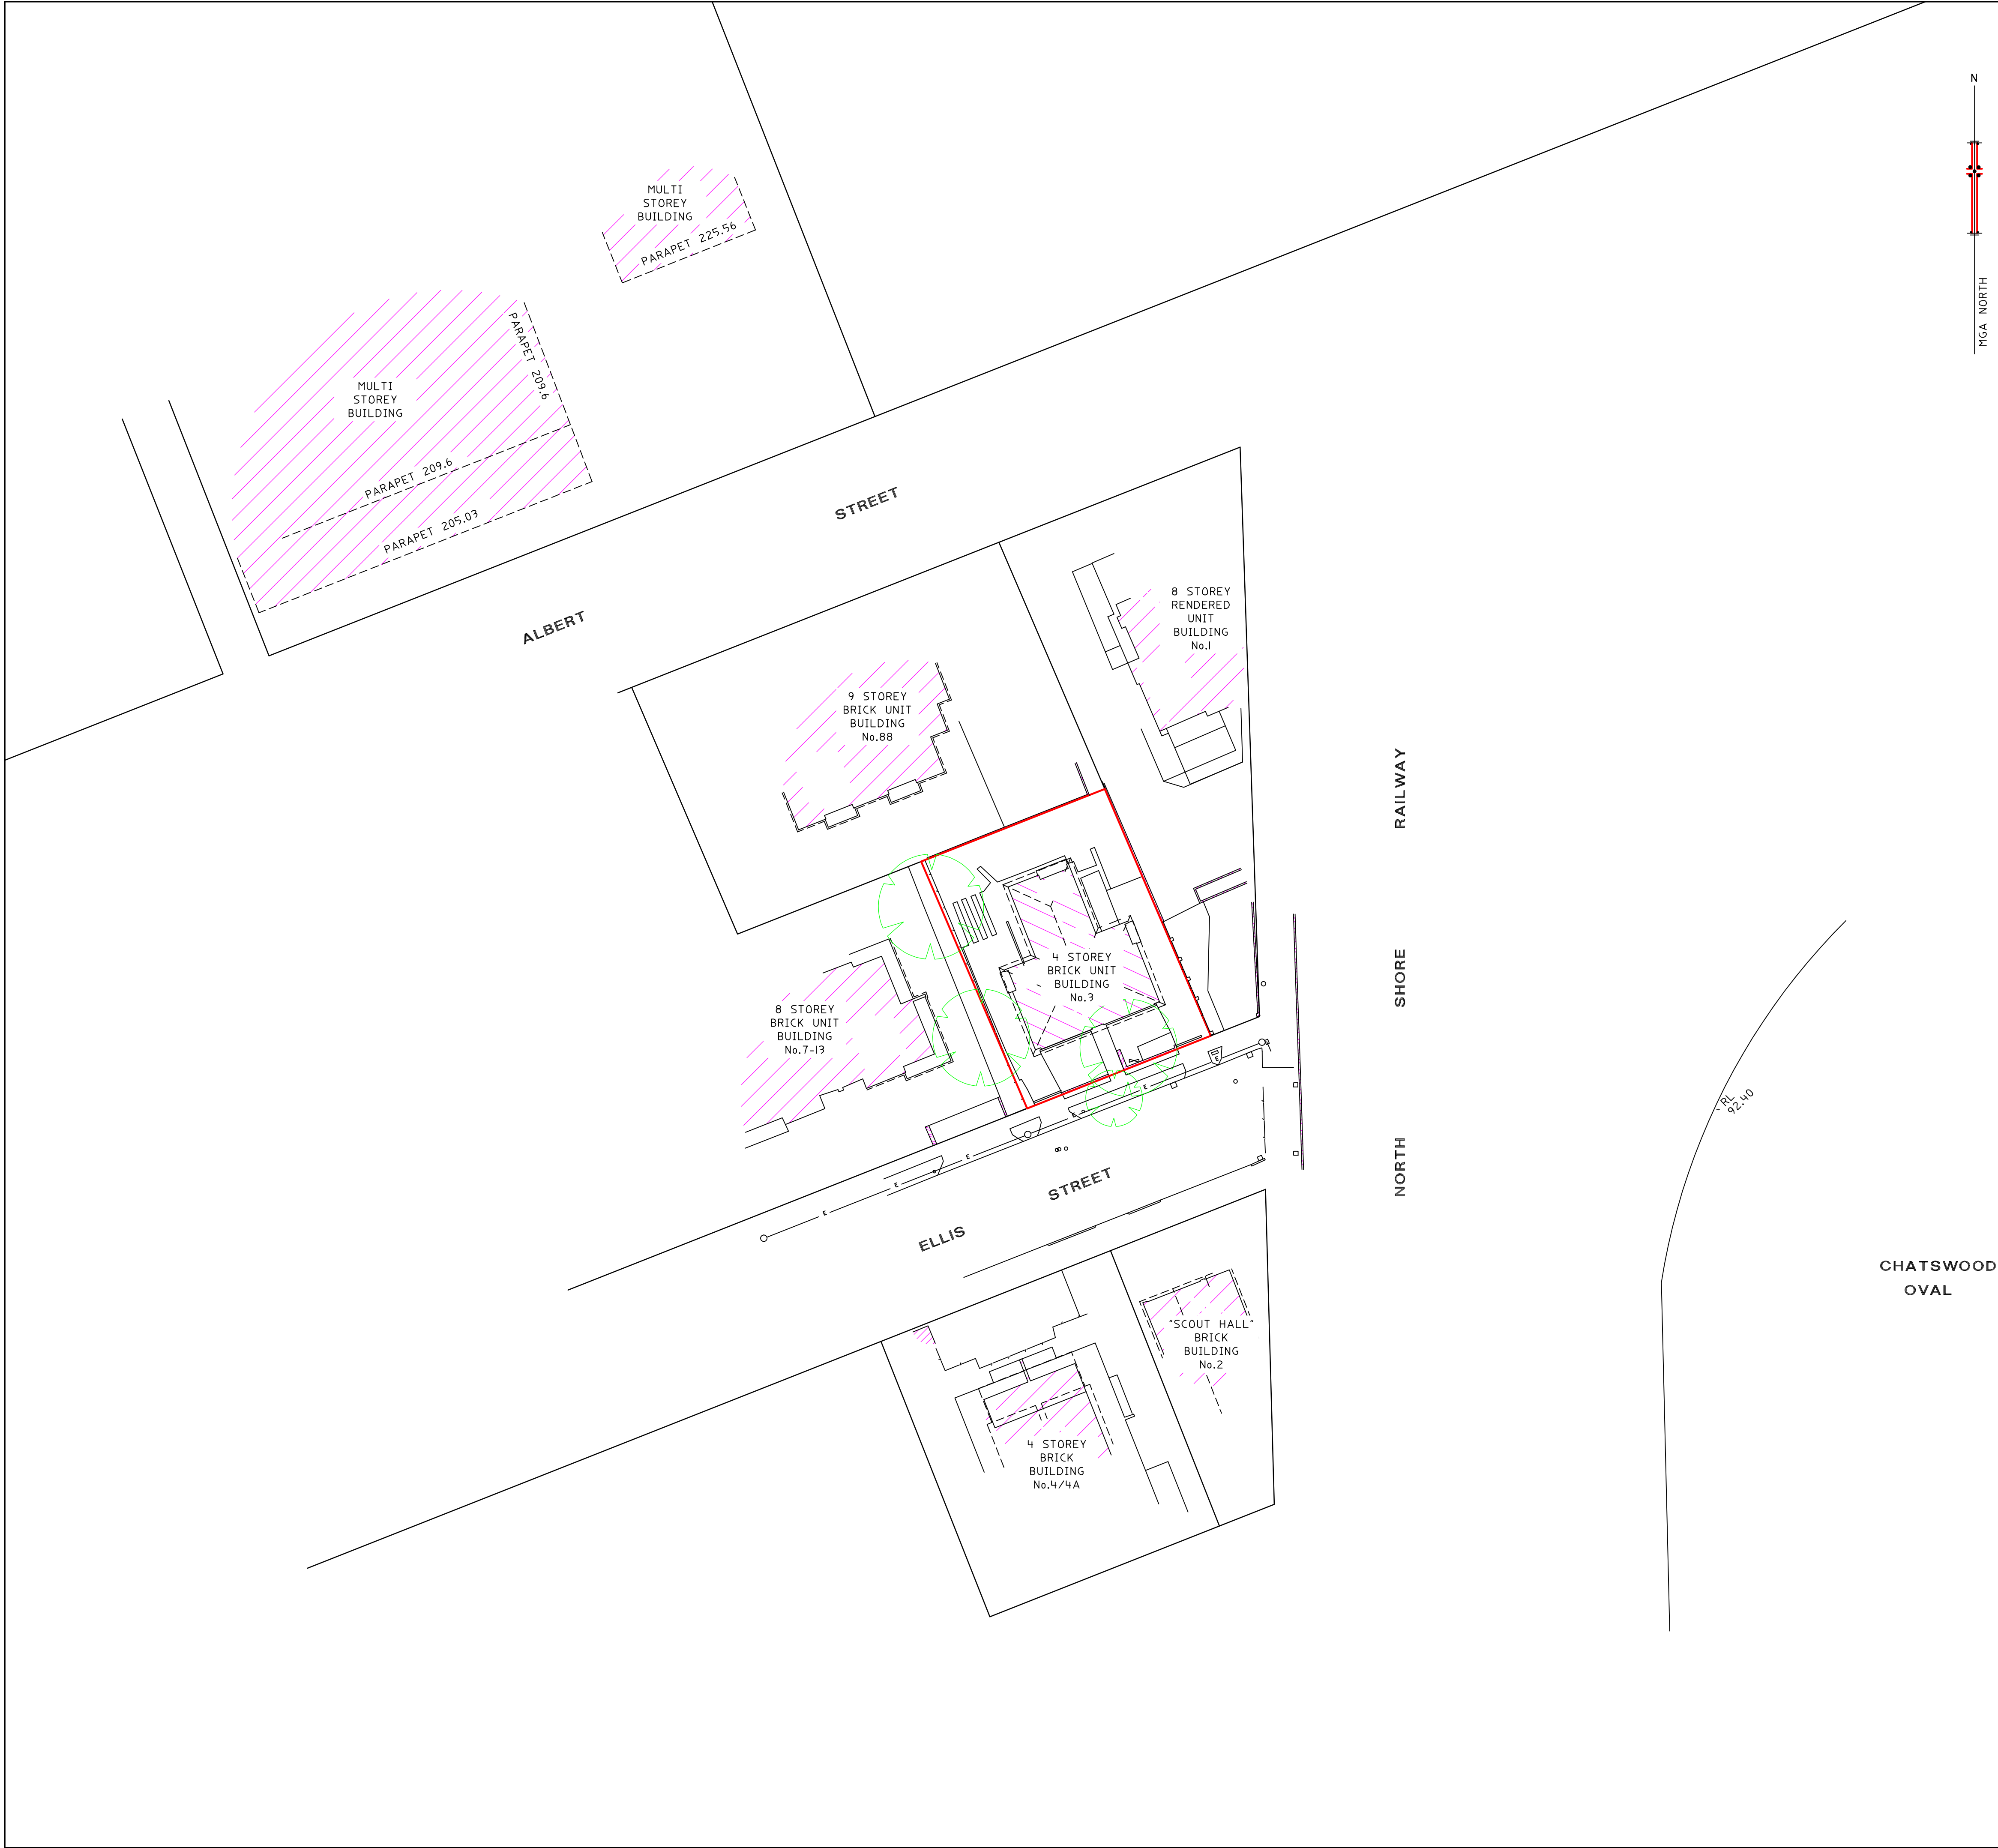 N
MGA NORTH
MULTI
STOREY
BUILDING
PARAPET 225.56
PARAPET 209.6
MULTI
STOREY
BUILDING
PARAPET 209.6
PARAPET 205.03
ALBERT STREET
8 STOREY
RENDERED
UNIT
BUILDING
No.1
9 STOREY
BRICK UNIT
BUILDING
No.88
4 STOREY
BRICK UNIT
BUILDING
No.3
8 STOREY
BRICK UNIT
BUILDING
No.7-13
E
E
E
E
E
E
NORTH SHORE RAILWAY
RL
92.40
ELLIS STREET
CHATSWOOD
OVAL
"SCOUT HALL"
BRICK
BUILDING
No.2
4 STOREY
BRICK
BUILDING
No.4/4A